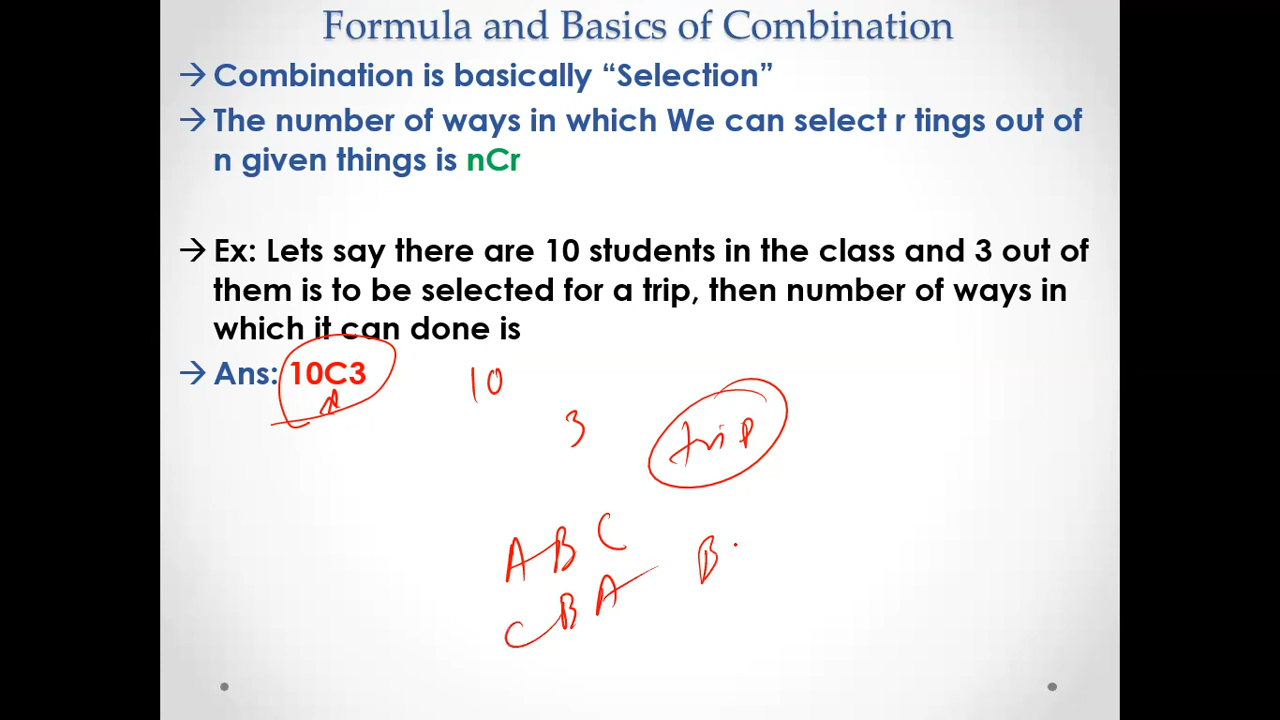 Formula and Basics of Combination
→ Combination is basically “Selection”
→ The number of ways in which We can select r tings out of
n given things is nCr
→ Ex: Lets say there are 10 students in the class and 3 out of
them is to be selected for a trip, then number of ways in
which it can done is
→ Ans: 10C3
10
3
trip
A B C
C B A
B